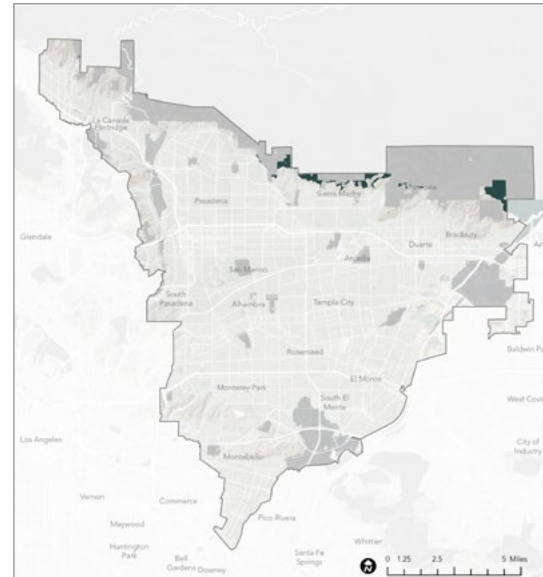 La Cañada
Flintridge
Pasadena
Sierra Madre
Monrovia
Glendale
Bradbury
Duarte
San Marino
Arcadia
South
Pasadena
Alhambra
Temple City
Rosemead
Baldwin Pa
Monterey Park
El Monte
South El
Monte
West Covi
Los Angeles
City of
Industry
Montebello
Vernon
Commerce
Pico Rivera
Maywood
Huntington
Park
Bell
Gardens
Downey
Santa Fe
Springs
Whittier
N
0 1.25 2.5 5 Miles